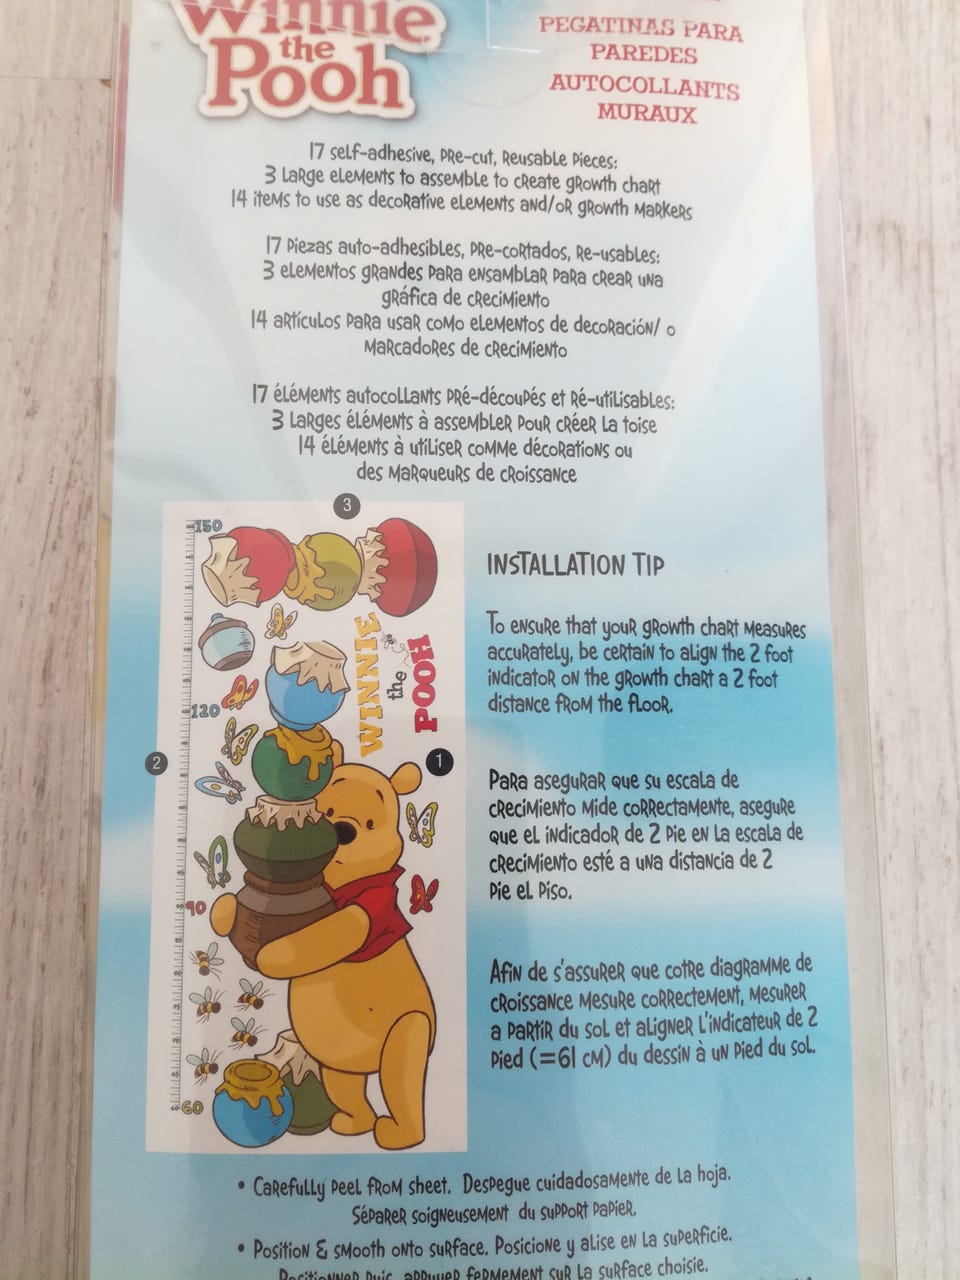 Winnie
the
Pooh
PEGATINAS PARA
PAREDES
AUTOCOLLANTS
MURAUX
17 self-adhesive, pre-cut, reusable pieces:
3 large elements to assemble to create growth chart
14 items to use as decorative elements and/or growth markers
17 piezas auto-adhesibles, pre-cortados, re-usables:
3 elementos grandes para ensamblar para crear una
gráfica de crecimiento
14 artículos para usar como elementos de decoración/ o
marcadores de crecimiento
17 éléments autocollants pré-découpés et ré-utilisables:
3 larges éléments à assembler pour créer la toise
14 éléments à utiliser comme décorations ou
des marqueurs de croissance
3
150
WINNIE
the
POOH
120
2
1
90
60
INSTALLATION TIP
To ensure that your growth chart measures
accurately, be certain to align the 2 foot
indicator on the growth chart a 2 foot
distance from the floor.
Para asegurar que su escala de
crecimiento mide correctamente, asegure
que el indicador de 2 pie en la escala de
crecimiento esté a una distancia de 2
pie el piso.
Afin de s'assurer que cotre diagramme de
croissance mesure correctement, mesurer
a partir du sol et aligner l'indicateur de 2
pied (=61 cm) du dessin à un pied du sol.
• Carefully peel from sheet. Despegue cuidadosamente de la hoja.
Séparer soigneusement du support papier.
• Position & smooth onto surface. Posicione y alise en la superficie.
Positionner puis appuyer fermement sur la surface choisie.